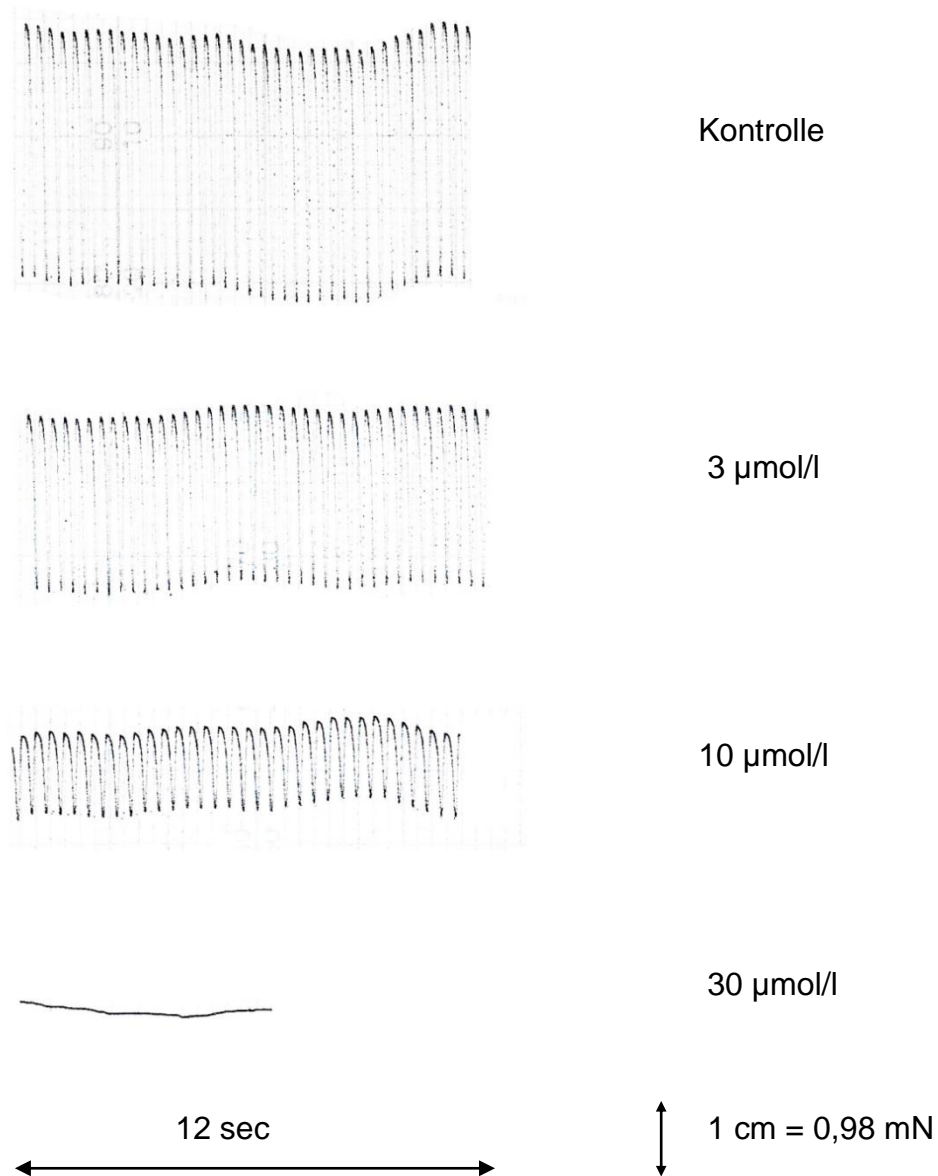 Kontrolle
3 µmol/l
10 µmol/l
30 µmol/l
12 sec
1 cm = 0,98 mN